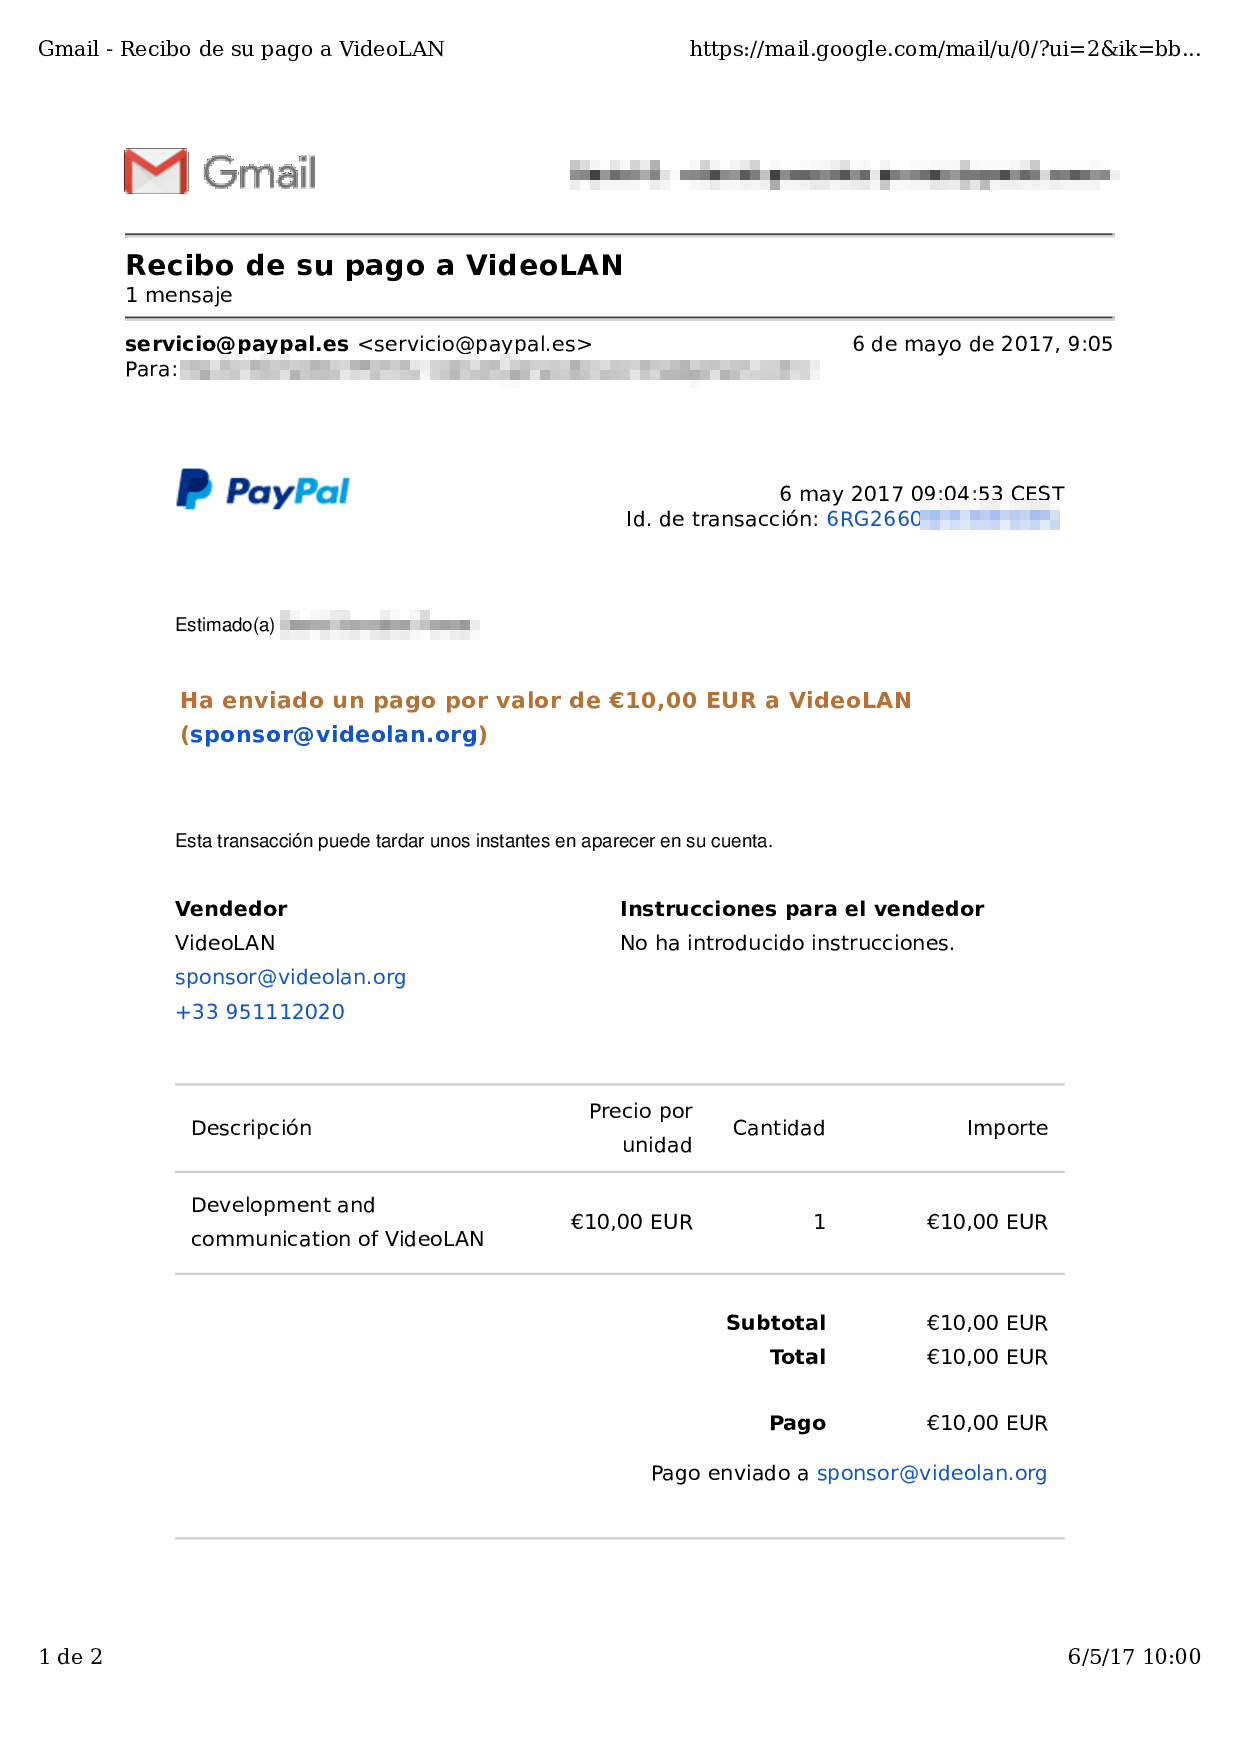 Gmail - Recibo de su pago a VideoLAN
https://mail.google.com/mail/u/0/?ui=2&ik=bb...
Gmail
Recibo de su pago a VideoLAN
1 mensaje
servicio@paypal.es <servicio@paypal.es>
6 de mayo de 2017, 9:05
Para:
PayPal
6 may 2017 09:04:53 CEST
Id. de transacción: 6RG2660
Estimado(a)
Ha enviado un pago por valor de €10,00 EUR a VideoLAN
(sponsor@videolan.org)
Esta transacción puede tardar unos instantes en aparecer en su cuenta.
Vendedor
VideoLAN
sponsor@videolan.org
+33 951112020
Instrucciones para el vendedor
No ha introducido instrucciones.
Descripción
Precio por
unidad
Cantidad
Importe
Development and
communication of VideoLAN
€10,00 EUR
1
€10,00 EUR
Subtotal €10,00 EUR
Total €10,00 EUR
Pago €10,00 EUR
Pago enviado a sponsor@videolan.org
1 de 2
6/5/17 10:00